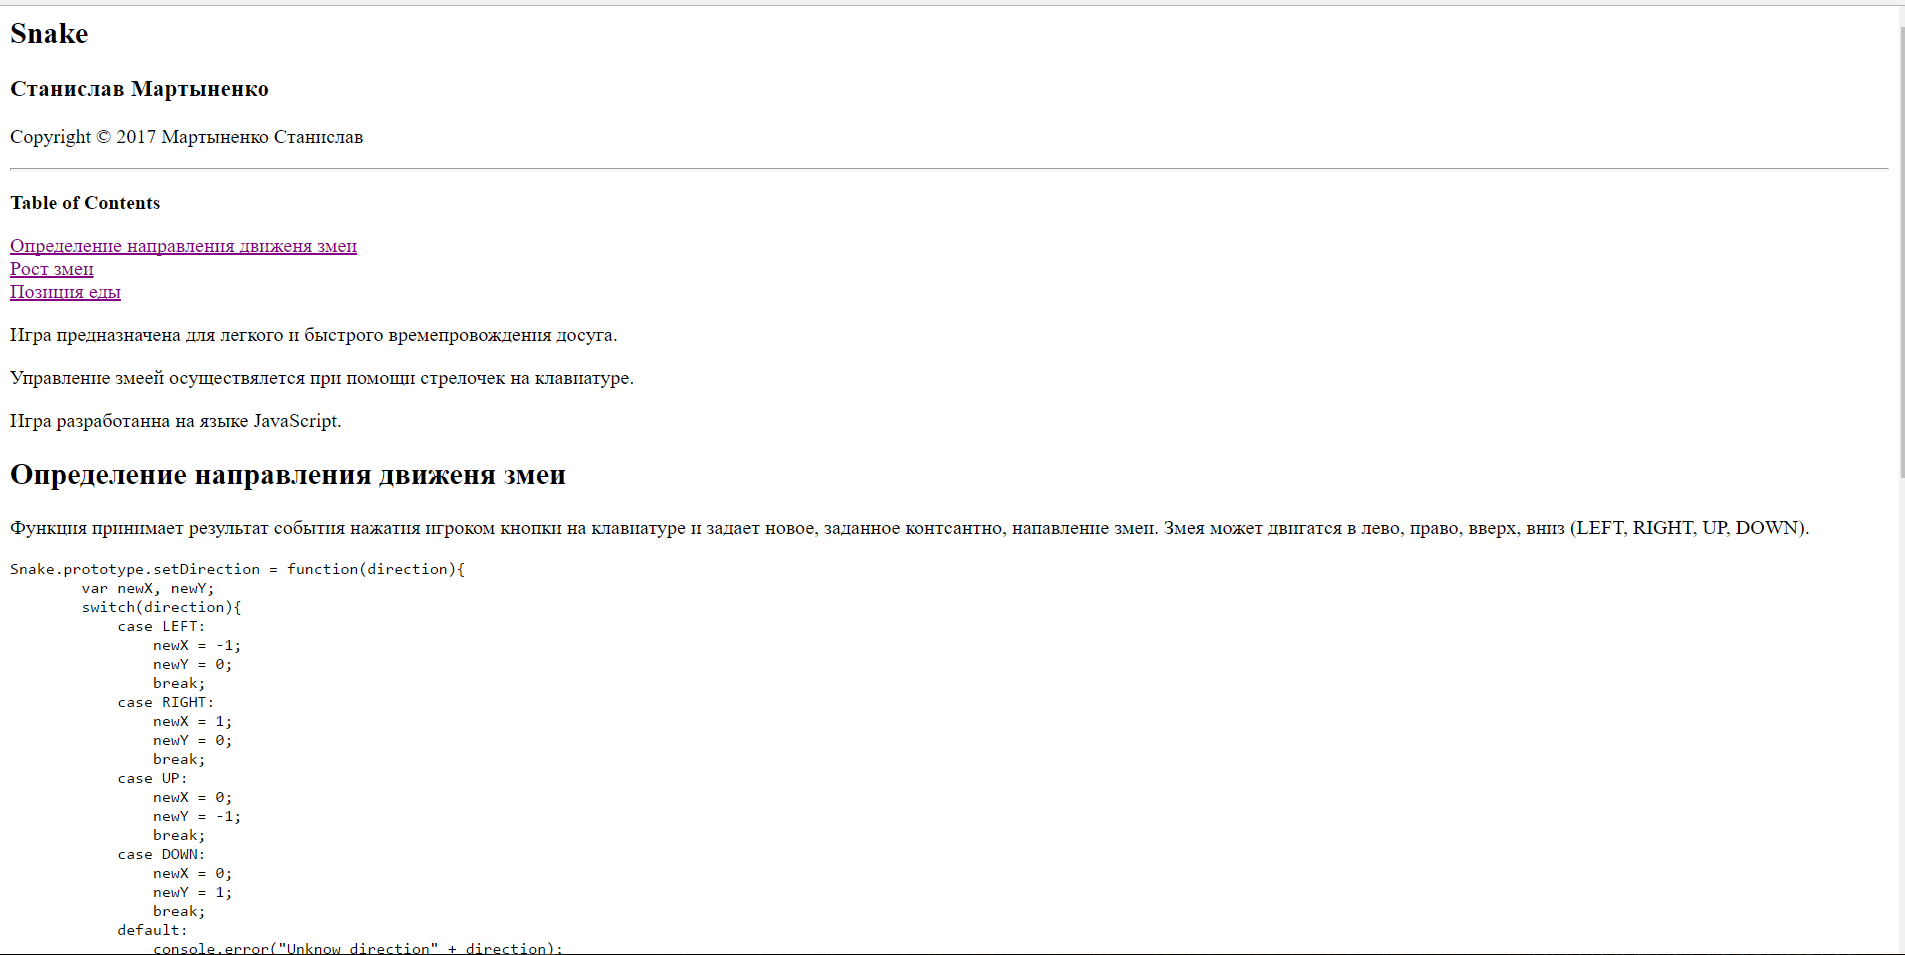 Snake
Станислав Мартыненко
Copyright © 2017 Мартыненко Станислав
Table of Contents
Определение направления движеня змеи
Рост змеи
Позиция еды
Игра предназначена для легкого и быстрого времепровождения досуга.
Управление змеей осуществялется при помощи стрелочек на клавиатуре.
Игра разработанна на языке JavaScript.
Определение направления движеня змеи
Функция принимает результат события нажатия игроком кнопки на клавиатуре и задает новое, заданное контсантно, напавление змеи. Змея может двигатся в лево, право, вверх, вниз (LEFT, RIGHT, UP, DOWN).
Snake.prototype.setDirection = function(direction){
        var newX, newY;
        switch(direction){
            case LEFT:
                newX = -1;
                newY = 0;
                break;
            case RIGHT:
                newX = 1;
                newY = 0;
                break;
            case UP:
                newX = 0;
                newY = -1;
                break;
            case DOWN:
                newX = 0;
                newY = 1;
                break;
            default:
                console.error("Unknow direction" + direction);